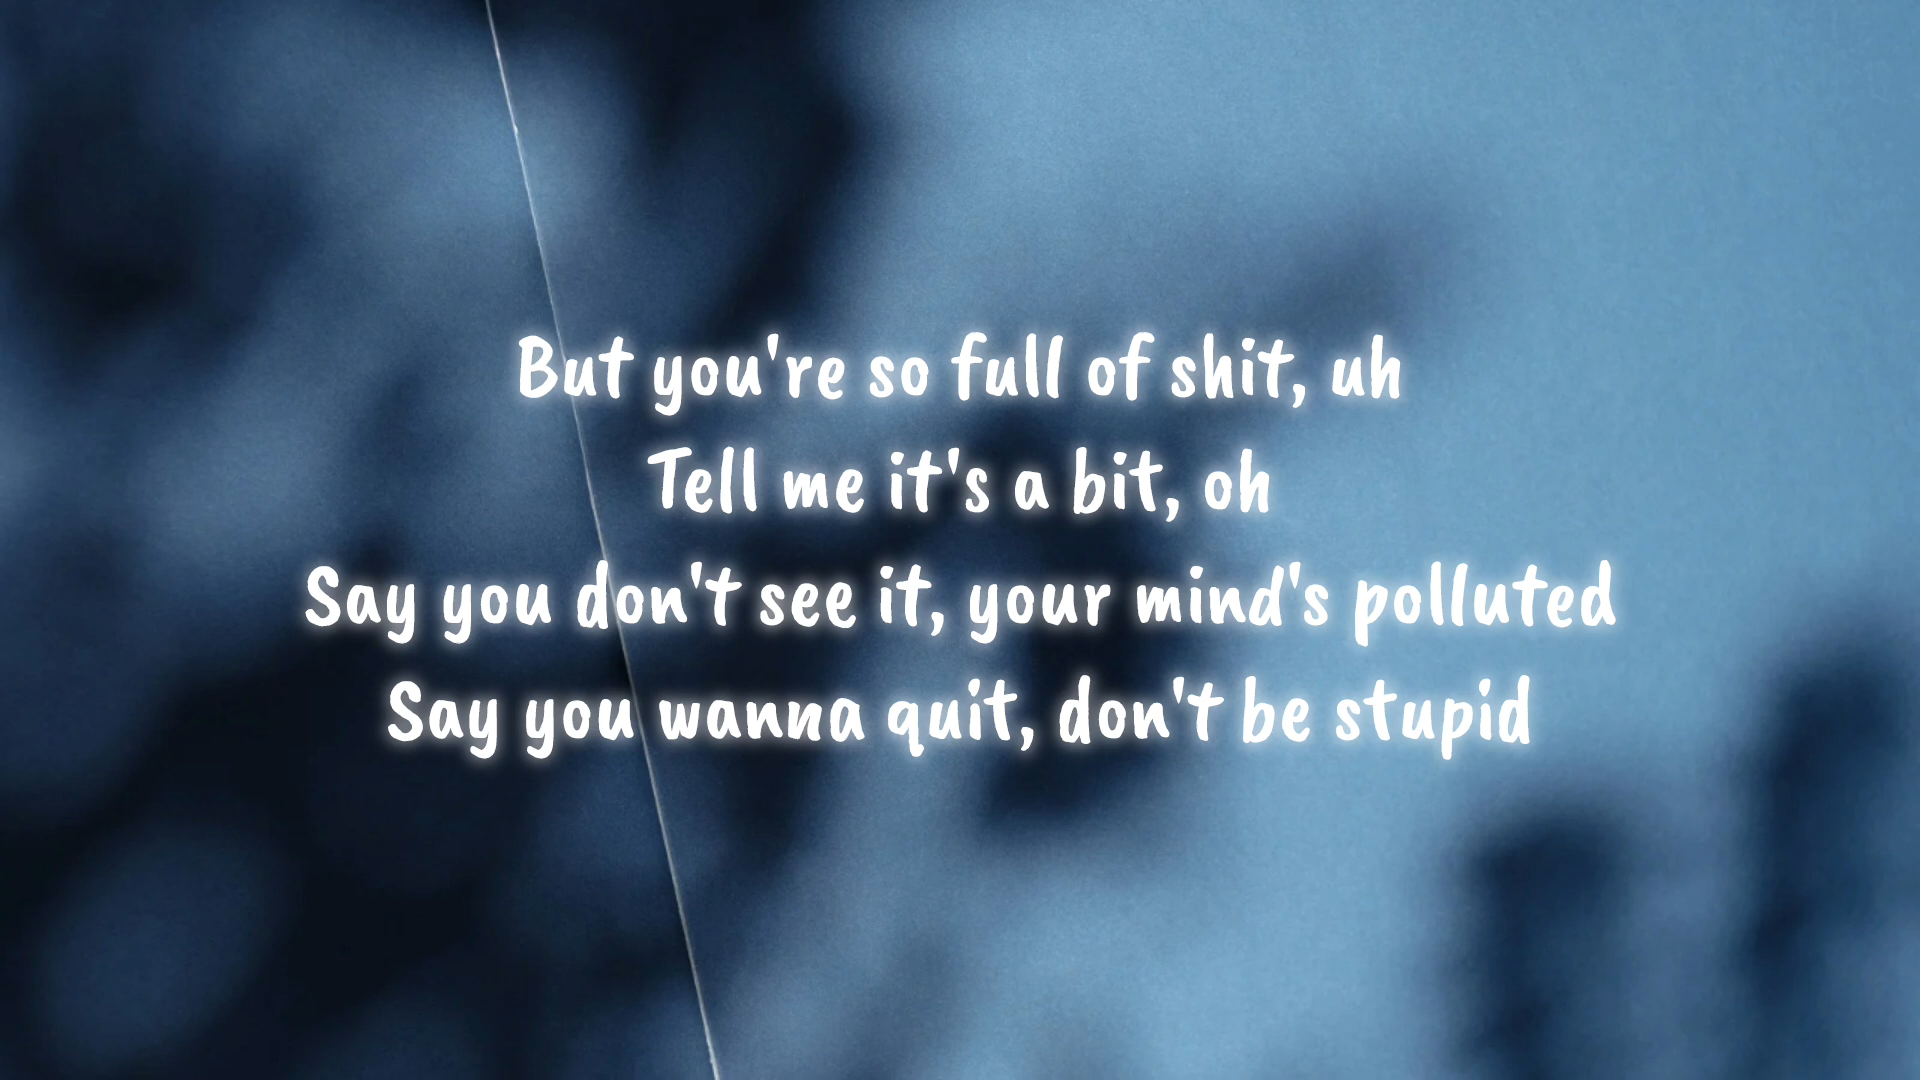 But you're so full of shit, uh
Tell me it's a bit, oh
Say you don't see it, your mind's polluted
Say you wanna quit, don't be stupid